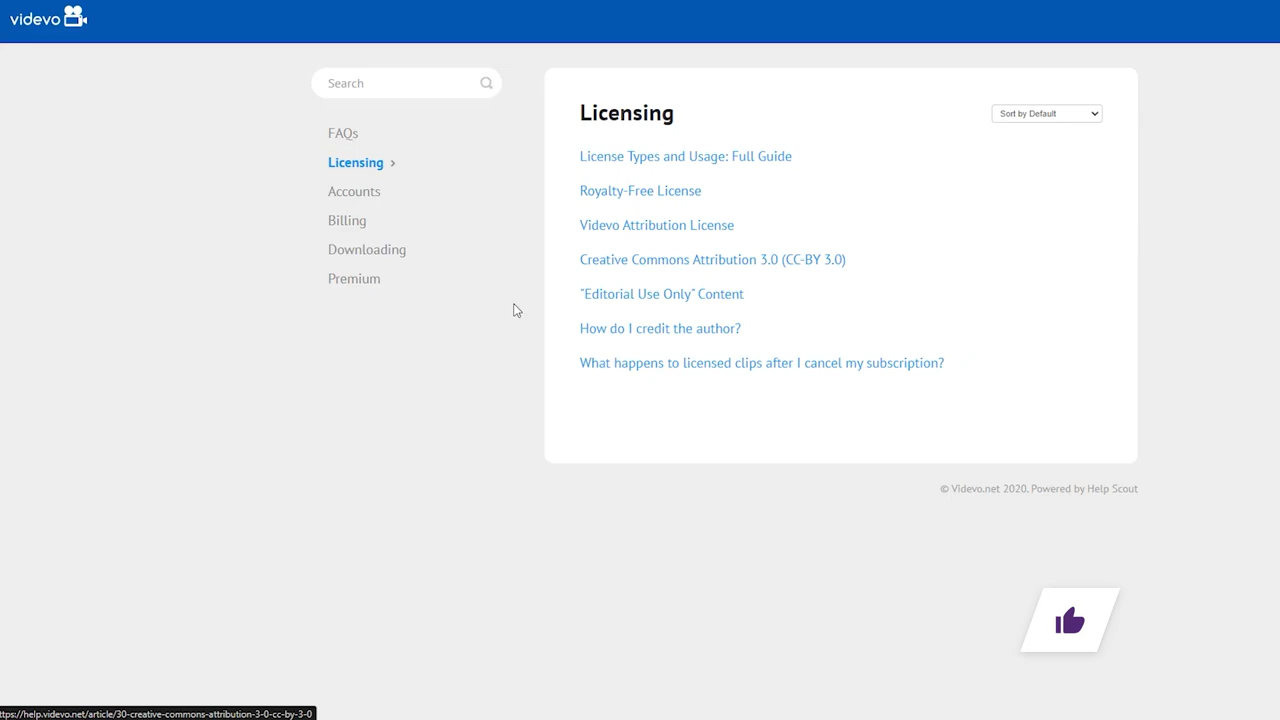 videvo
Search
FAQs
Licensing
Accounts
Billing
Downloading
Premium
Licensing
Sort by Default
License Types and Usage: Full Guide
Royalty-Free License
Videvo Attribution License
Creative Commons Attribution 3.0 (CC-BY 3.0)
"Editorial Use Only" Content
How do I credit the author?
What happens to licensed clips after I cancel my subscription?
© Videvo.net 2020. Powered by Help Scout
ttps://help.videvo.net/article/30-creative-commons-attribution-3-0-cc-by-3-0